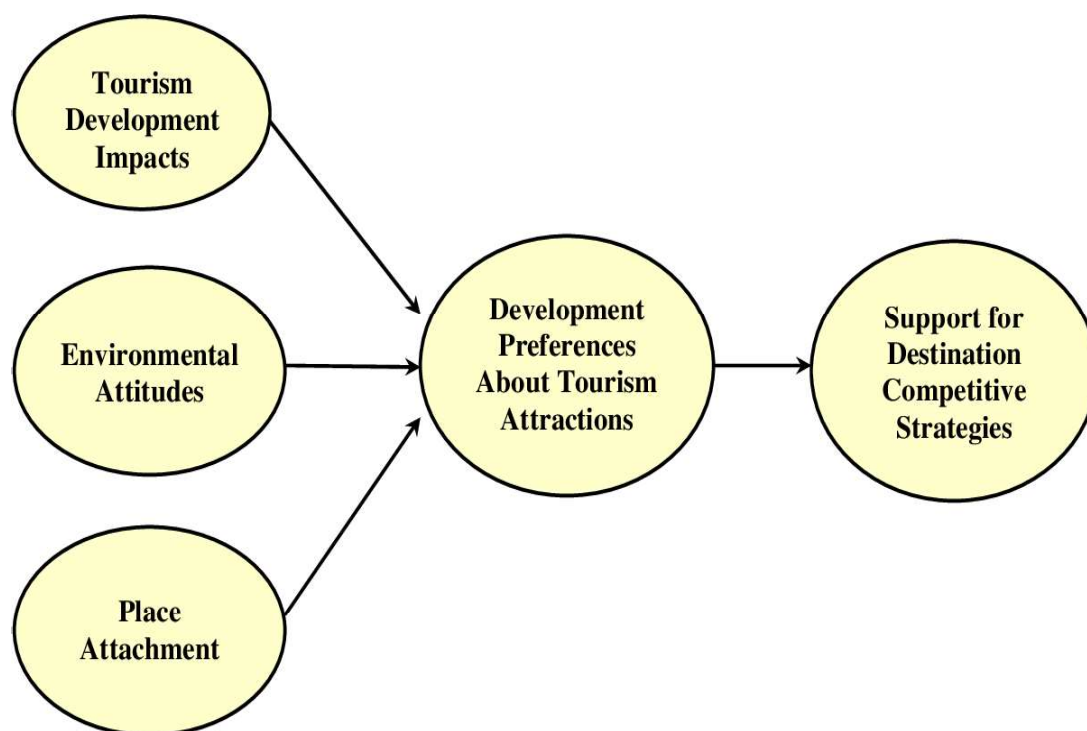 Tourism
Development
Impacts
Environmental
Attitudes
Place
Attachment
Development
Preferences
About Tourism
Attractions
Support for
Destination
Competitive
Strategies